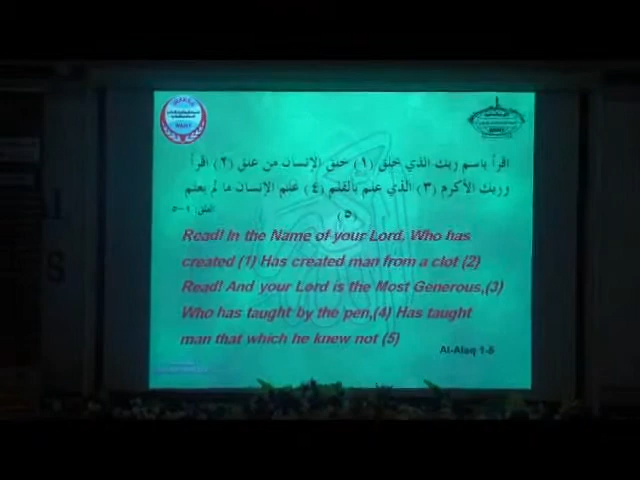 اقرأ باسم ربك الذي خلق (١) خلق الإنسان من علق (٢) اقرأ
وربك الأكرم (٣) الذي علم بالقلم (٤) علم الإنسان ما لم يعلم
(٥)
العلق: ١-٥
Read! In the Name of your Lord, Who has
created (1) Has created man from a clot (2)
Read! And your Lord is the Most Generous,(3)
Who has taught by the pen,(4) Has taught
man that which he knew not (5)
Al-Alaq 1-5